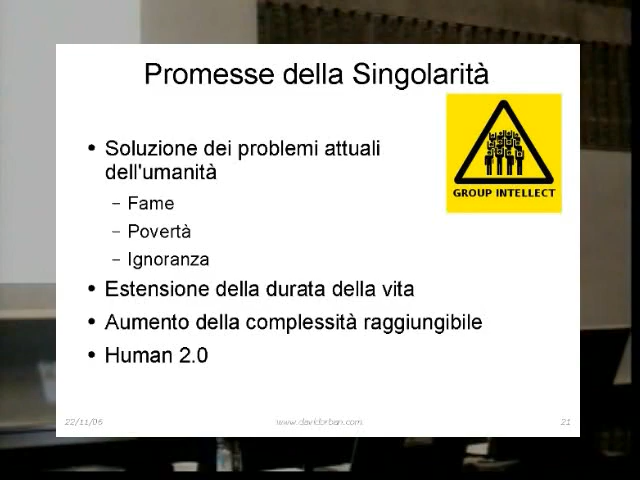 Promesse della Singolarità
• Soluzione dei problemi attuali
dell'umanità
– Fame
– Povertà
– Ignoranza
GROUP INTELLECT
• Estensione della durata della vita
• Aumento della complessità raggiungibile
• Human 2.0
22/11/06
www.davidorban.com
21